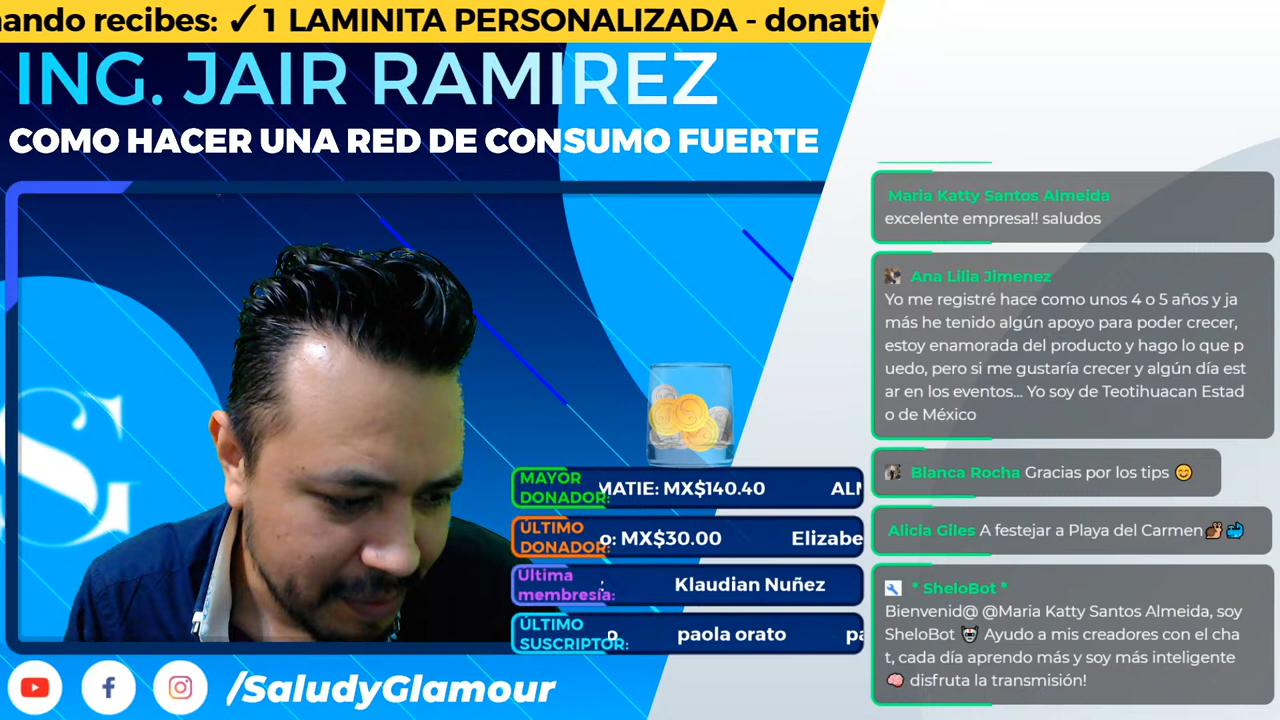 ando recibes: ✓1 LAMINITA PERSONALIZADA - donativ
ING. JAIR RAMIREZ
COMO HACER UNA RED DE CONSUMO FUERTE
S
MAYOR DONADOR:
MATIE: MX$140.40 ALM
ÚLTIMO DONADOR:
o: MX$30.00 Elizabe
Última membresía:
Klaudian Nuñez
ÚLTIMO SUSCRIPTOR:
o paola orato pa
/SaludyGlamour
Maria Katty Santos Almeida
excelente empresa!! saludos
Ana Lilia Jimenez
Yo me registré hace como unos 4 o 5 años y ja
más he tenido algún apoyo para poder crecer,
estoy enamorada del producto y hago lo que p
uedo, pero si me gustaría crecer y algún día est
ar en los eventos... Yo soy de Teotihuacan Estad
o de México
Blanca Rocha Gracias por los tips 😊
Alicia Giles A festejar a Playa del Carmen
* SheloBot *
Bienvenid@ @Maria Katty Santos Almeida, soy
SheloBot 🤖 Ayudo a mis creadores con el cha
t, cada día aprendo más y soy más inteligente
🧠 disfruta la transmisión!